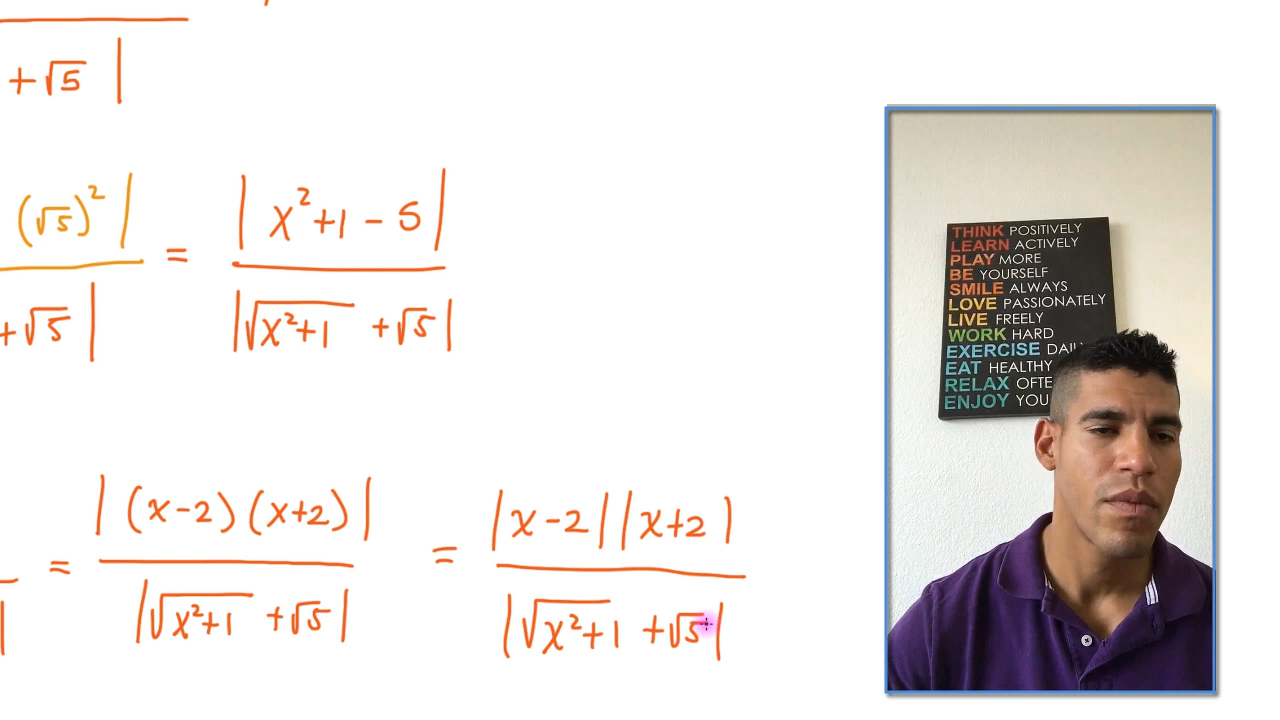 +√5 |
(√5)² | = | x²+1 - 5 |
+√5 | |√x²+1 +√5|
= | (x-2)(x+2) | = |x-2||x+2|
| |√x²+1 +√5| |√x²+1 +√5|
THINK POSITIVELY
LEARN ACTIVELY
PLAY MORE
BE YOURSELF
SMILE ALWAYS
LOVE PASSIONATELY
LIVE FREELY
WORK HARD
EXERCISE DAIL
EAT HEALTHY
RELAX OFTE
ENJOY YOU